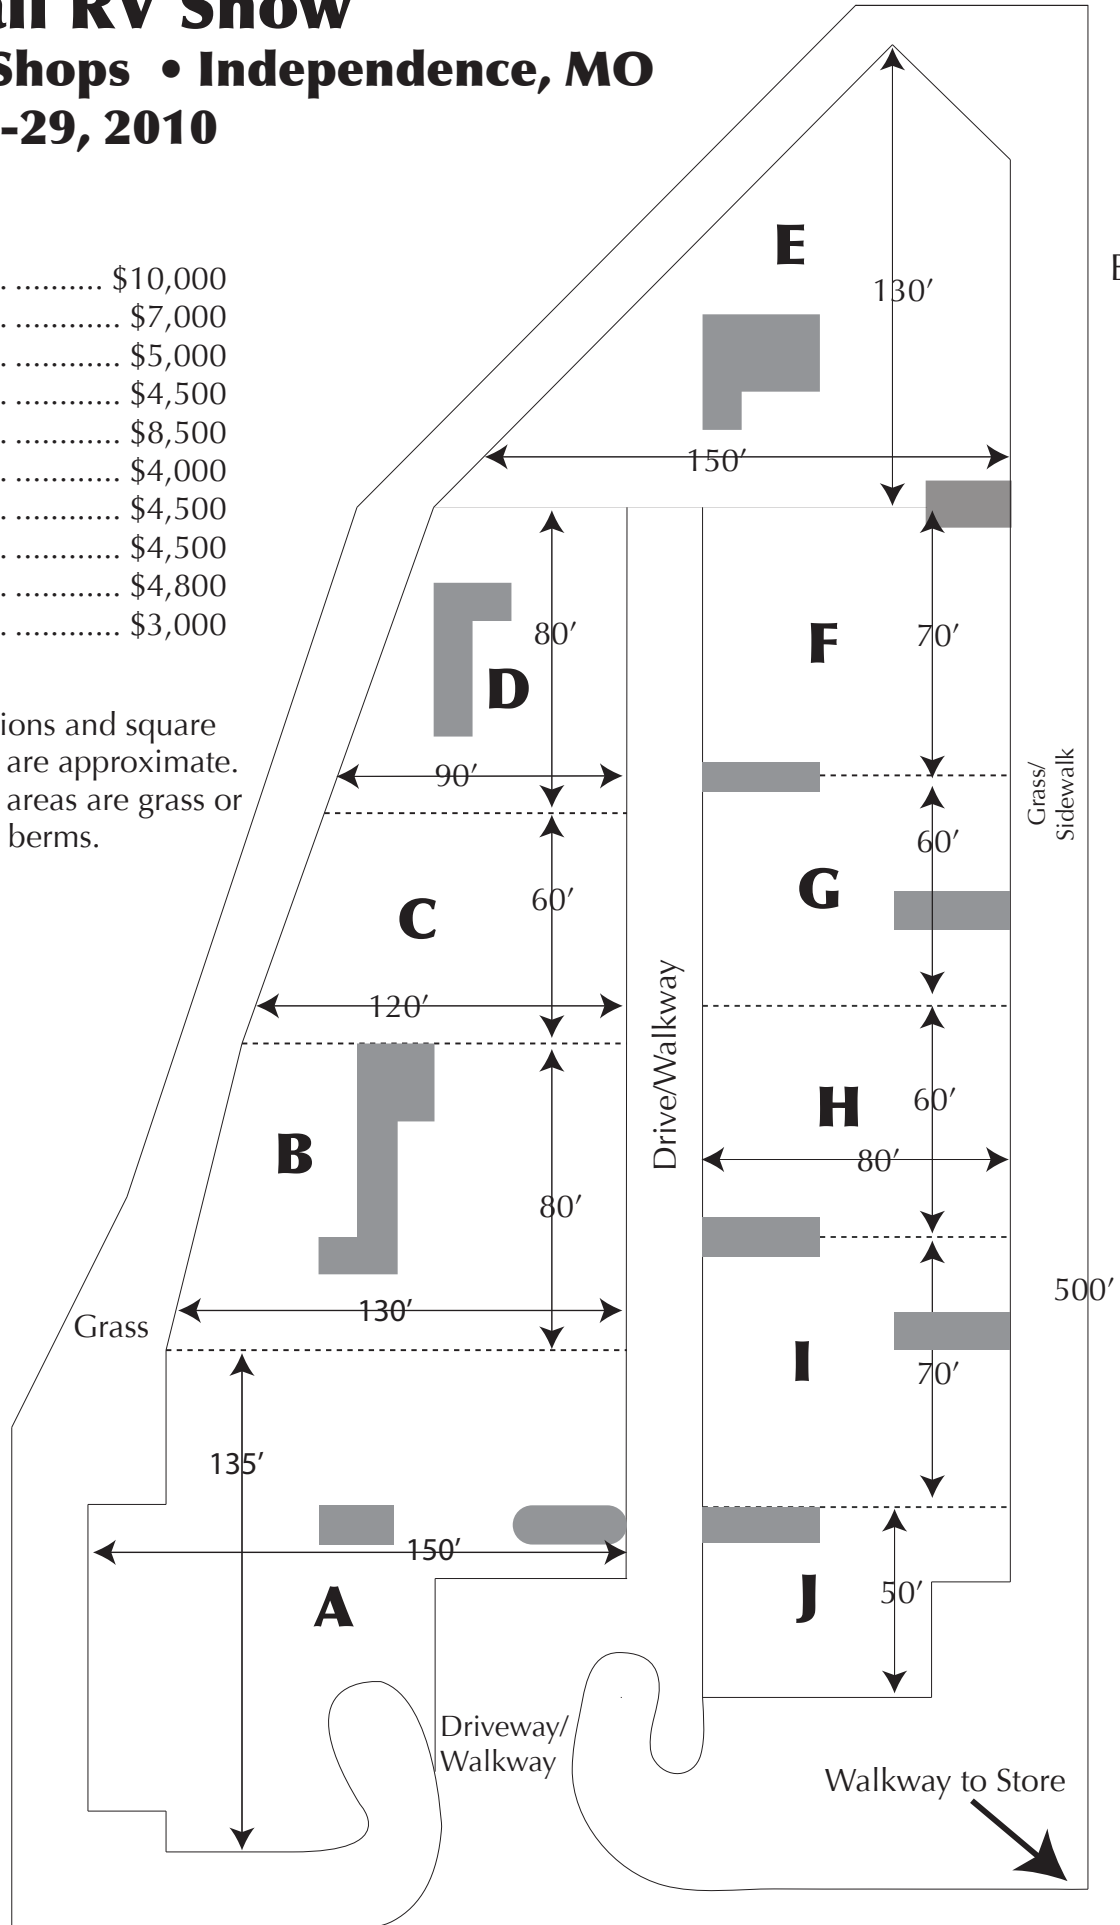 RV Show
Shops • Independence, MO
-29, 2010
. .......... $10,000
. ............ $7,000
. ............ $5,000
. ............ $4,500
. ............ $8,500
. ............ $4,000
. ............ $4,500
. ............ $4,500
. ............ $4,800
. ............ $3,000
ions and square
are approximate.
areas are grass or
berms.
E
130′
150′
D
80′
90′
F
70′
C
60′
120′
G
60′
Grass/
Sidewalk
Drive/Walkway
B
80′
130′
H
60′
80′
Grass
500′
I
70′
135′
150′
A
J
50′
Driveway/
Walkway
Walkway to Store